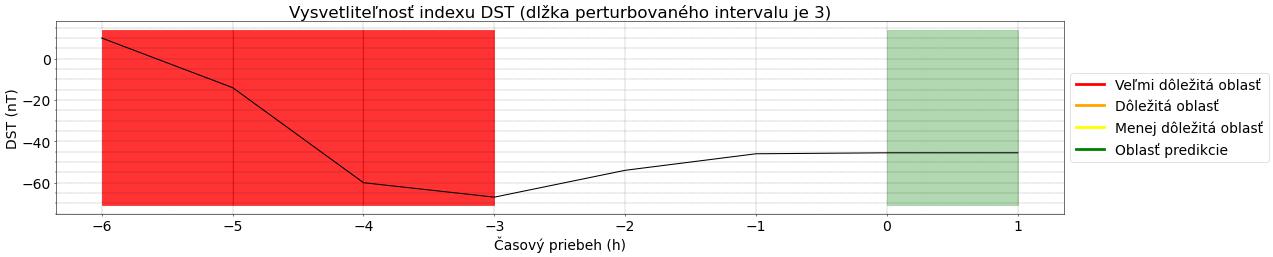 Vysvetliteľnosť indexu DST (dĺžka perturbovaného intervalu je 3)
DST (nT)
0
−20
−40
−60
−6 −5 −4 −3 −2 −1 0 1
Časový priebeh (h)
Veľmi dôležitá oblasť
Dôležitá oblasť
Menej dôležitá oblasť
Oblasť predikcie